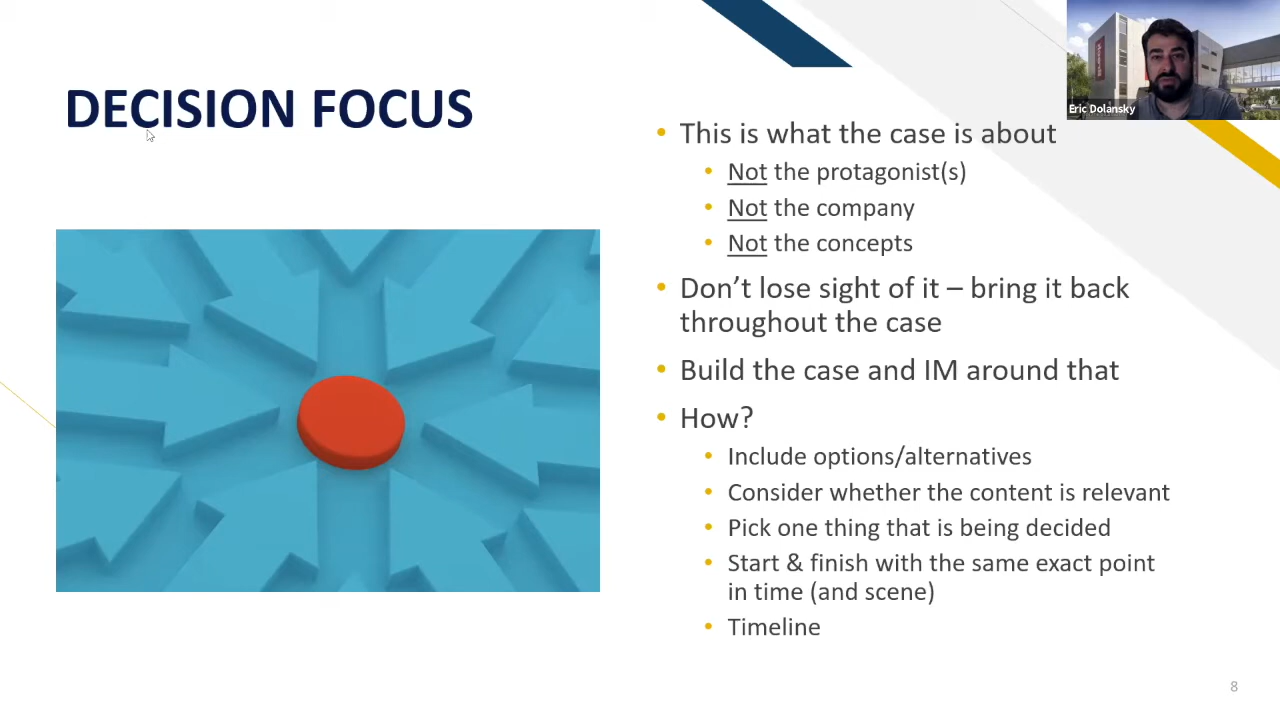 DECISION FOCUS
Eric Dolansky
• This is what the case is about
• Not the protagonist(s)
• Not the company
• Not the concepts
• Don’t lose sight of it – bring it back
throughout the case
• Build the case and IM around that
• How?
• Include options/alternatives
• Consider whether the content is relevant
• Pick one thing that is being decided
• Start & finish with the same exact point
in time (and scene)
• Timeline
8